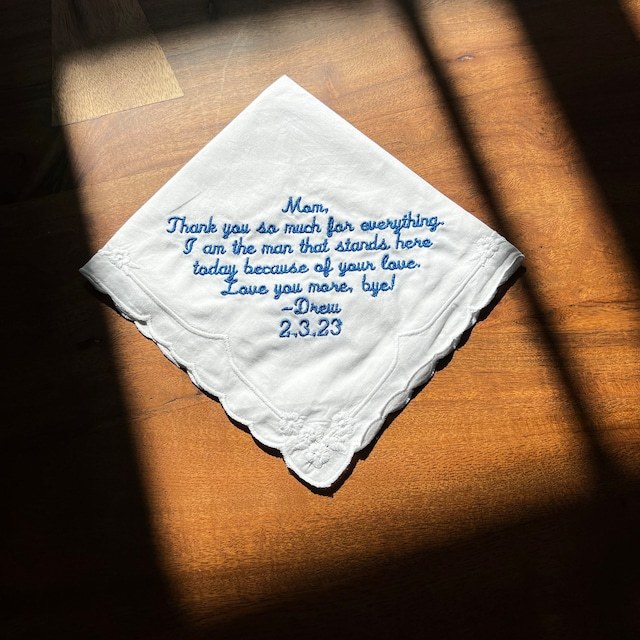 Mom,
Thank you so much for everything.
I am the man that stands here
today because of your love.
Love you more, bye!
~Drew
2.3.23